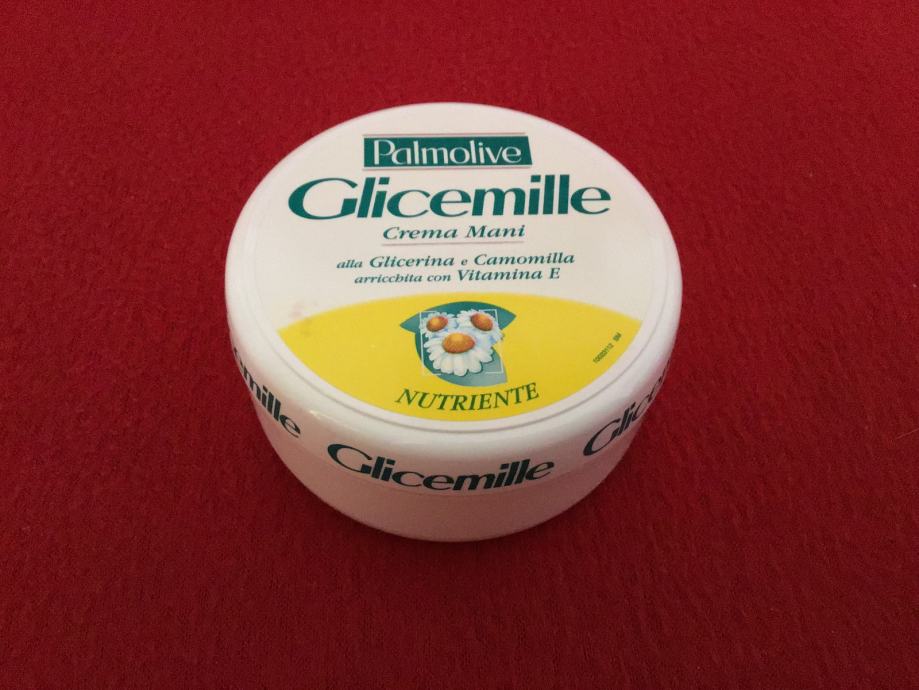 Palmolive
Glicemille
Crema Mani
alla Glicerina e Camomilla
arricchita con Vitamina E
NUTRIENTE
Glicemille